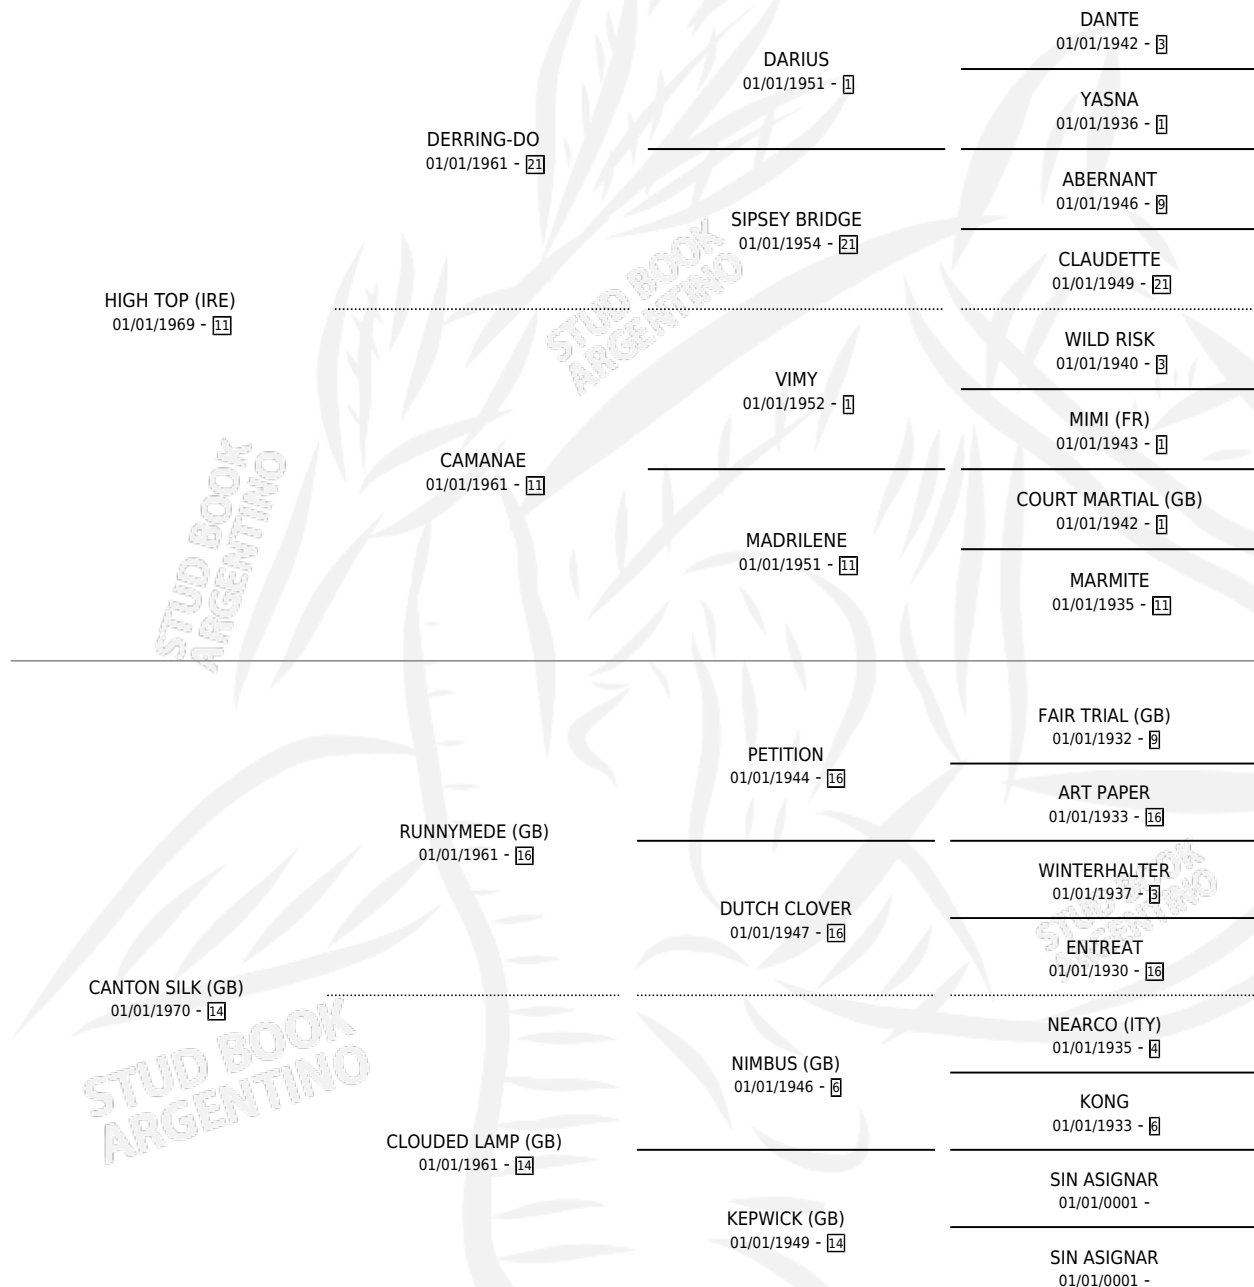 DANTE
01/01/1942 - 3
DARIUS
01/01/1951 - 1
YASNA
01/01/1936 - 1
DERRING-DO
01/01/1961 - 21
ABERNANT
01/01/1946 - 9
SIPSEY BRIDGE
01/01/1954 - 21
CLAUDETTE
01/01/1949 - 21
HIGH TOP (IRE)
01/01/1969 - 11
WILD RISK
01/01/1940 - 3
VIMY
01/01/1952 - 1
MIMI (FR)
01/01/1943 - 1
CAMANAE
01/01/1961 - 11
COURT MARTIAL (GB)
01/01/1942 - 1
MADRILENE
01/01/1951 - 11
MARMITE
01/01/1935 - 11
FAIR TRIAL (GB)
01/01/1932 - 9
PETITION
01/01/1944 - 16
ART PAPER
01/01/1933 - 16
RUNNYMEDE (GB)
01/01/1961 - 16
WINTERHALTER
01/01/1937 - 3
DUTCH CLOVER
01/01/1947 - 16
ENTREAT
01/01/1930 - 16
CANTON SILK (GB)
01/01/1970 - 14
NEARCO (ITY)
01/01/1935 - 4
NIMBUS (GB)
01/01/1946 - 6
KONG
01/01/1933 - 6
CLOUDED LAMP (GB)
01/01/1961 - 14
SIN ASIGNAR
01/01/0001 -
KEPWICK (GB)
01/01/1949 - 14
SIN ASIGNAR
01/01/0001 -
STUD BOOK
ARGENTINO
STUD BOOK
ARGENTINO
STUD BOOK
ARGENTINO
STUD BOOK
ARGENTINO